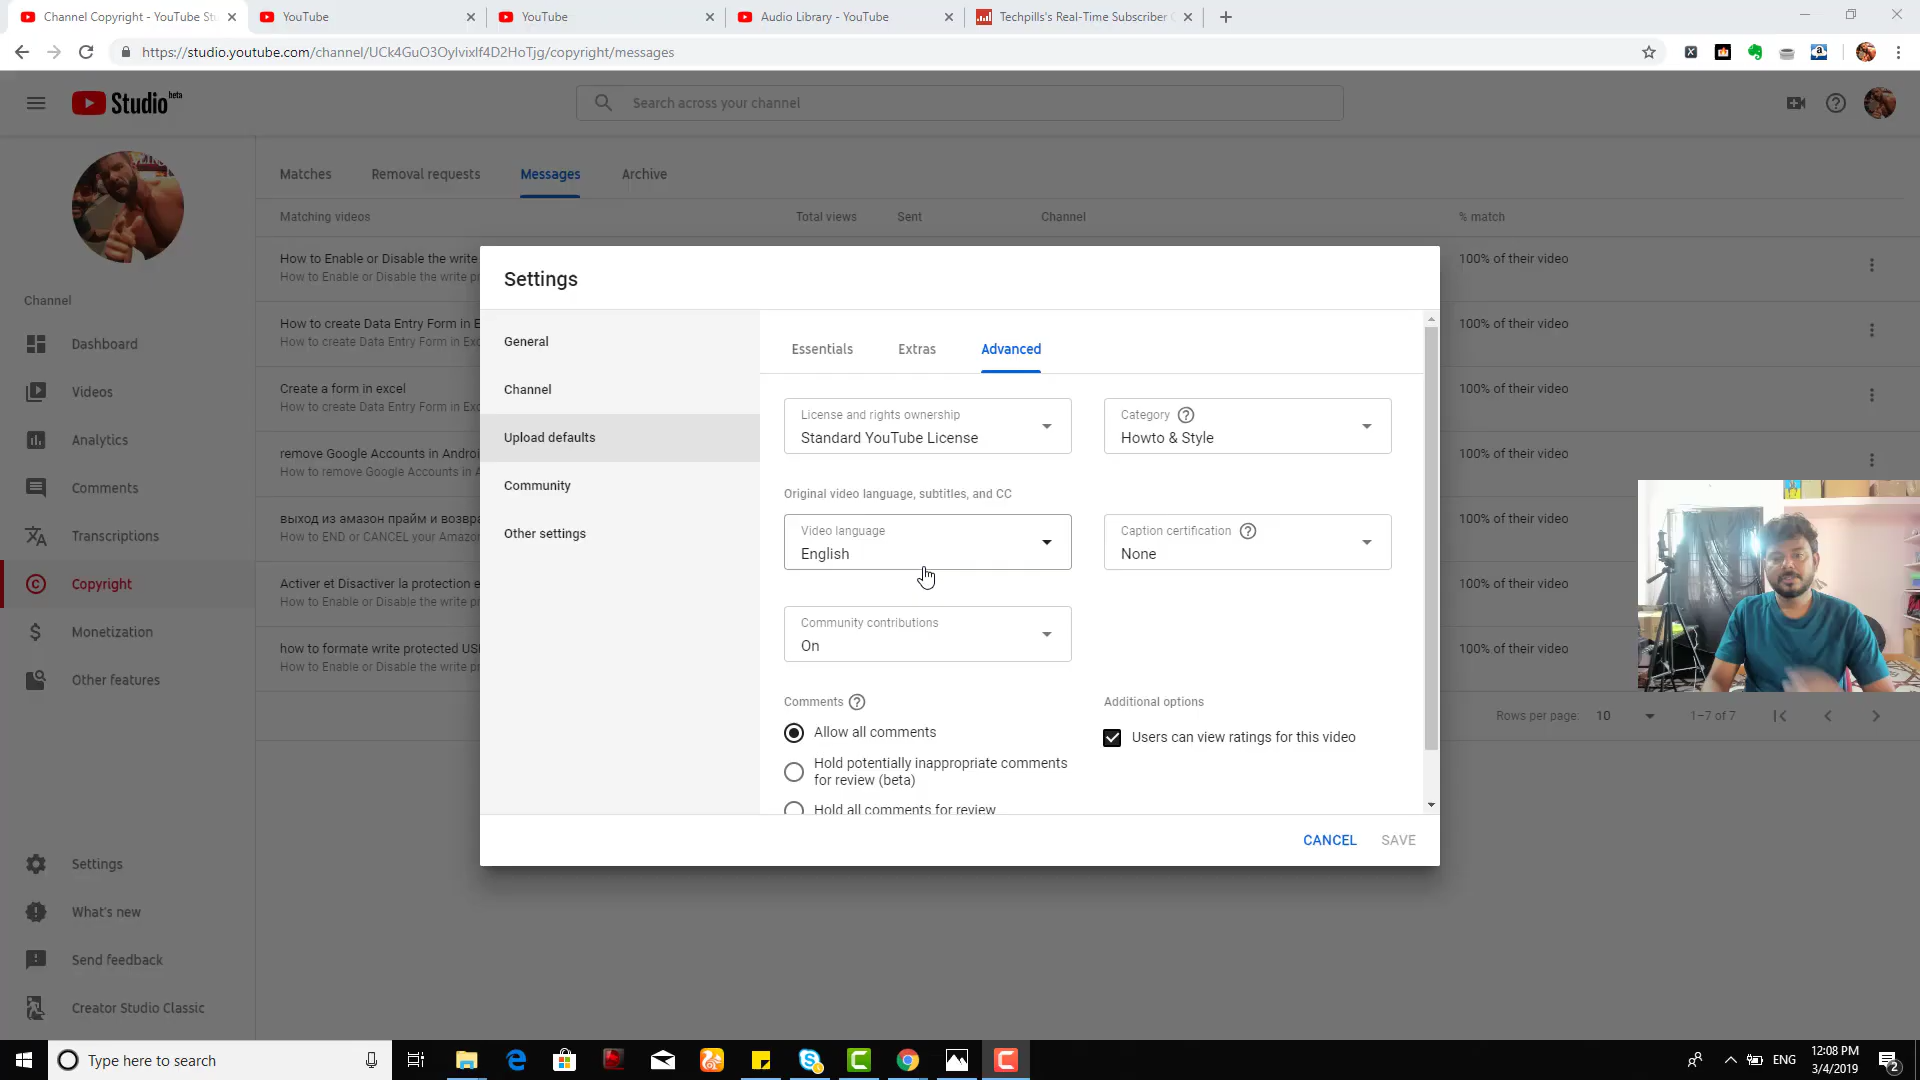 Channel Copyright - YouTube Stu
YouTube
YouTube
Audio Library - YouTube
Techpills's Real-Time Subscriber C
https://studio.youtube.com/channel/UCk4GuO3Oylvixlf4D2HoTjg/copyright/messages
Studio beta
Search across your channel
Matches
Removal requests
Messages
Archive
Matching videos
Total views
Sent
Channel
% match
How to Enable or Disable the write
How to Enable or Disable the write pr
100% of their video
How to create Data Entry Form in E
How to create Data Entry Form in Exc
100% of their video
Create a form in excel
How to create Data Entry Form in Exc
100% of their video
remove Google Accounts in Androi
How to remove Google Accounts in A
100% of their video
выход из амазон прайм и возвра
How to END or CANCEL your Amazon
100% of their video
Activer et Disactiver la protection e
How to Enable or Disable the write pr
100% of their video
how to formate write protected USB
How to Enable or Disable the write pr
100% of their video
Rows per page:
10
1–7 of 7
Channel
Dashboard
Videos
Analytics
Comments
Transcriptions
Copyright
Monetization
Other features
Settings
What's new
Send feedback
Creator Studio Classic
Settings
General
Channel
Upload defaults
Community
Other settings
Essentials
Extras
Advanced
License and rights ownership
Standard YouTube License
Category
Howto & Style
Original video language, subtitles, and CC
Video language
English
Caption certification
None
Community contributions
On
Comments
Allow all comments
Hold potentially inappropriate comments
for review (beta)
Hold all comments for review
Additional options
Users can view ratings for this video
CANCEL
SAVE
Type here to search
ENG
12:08 PM
3/4/2019
2